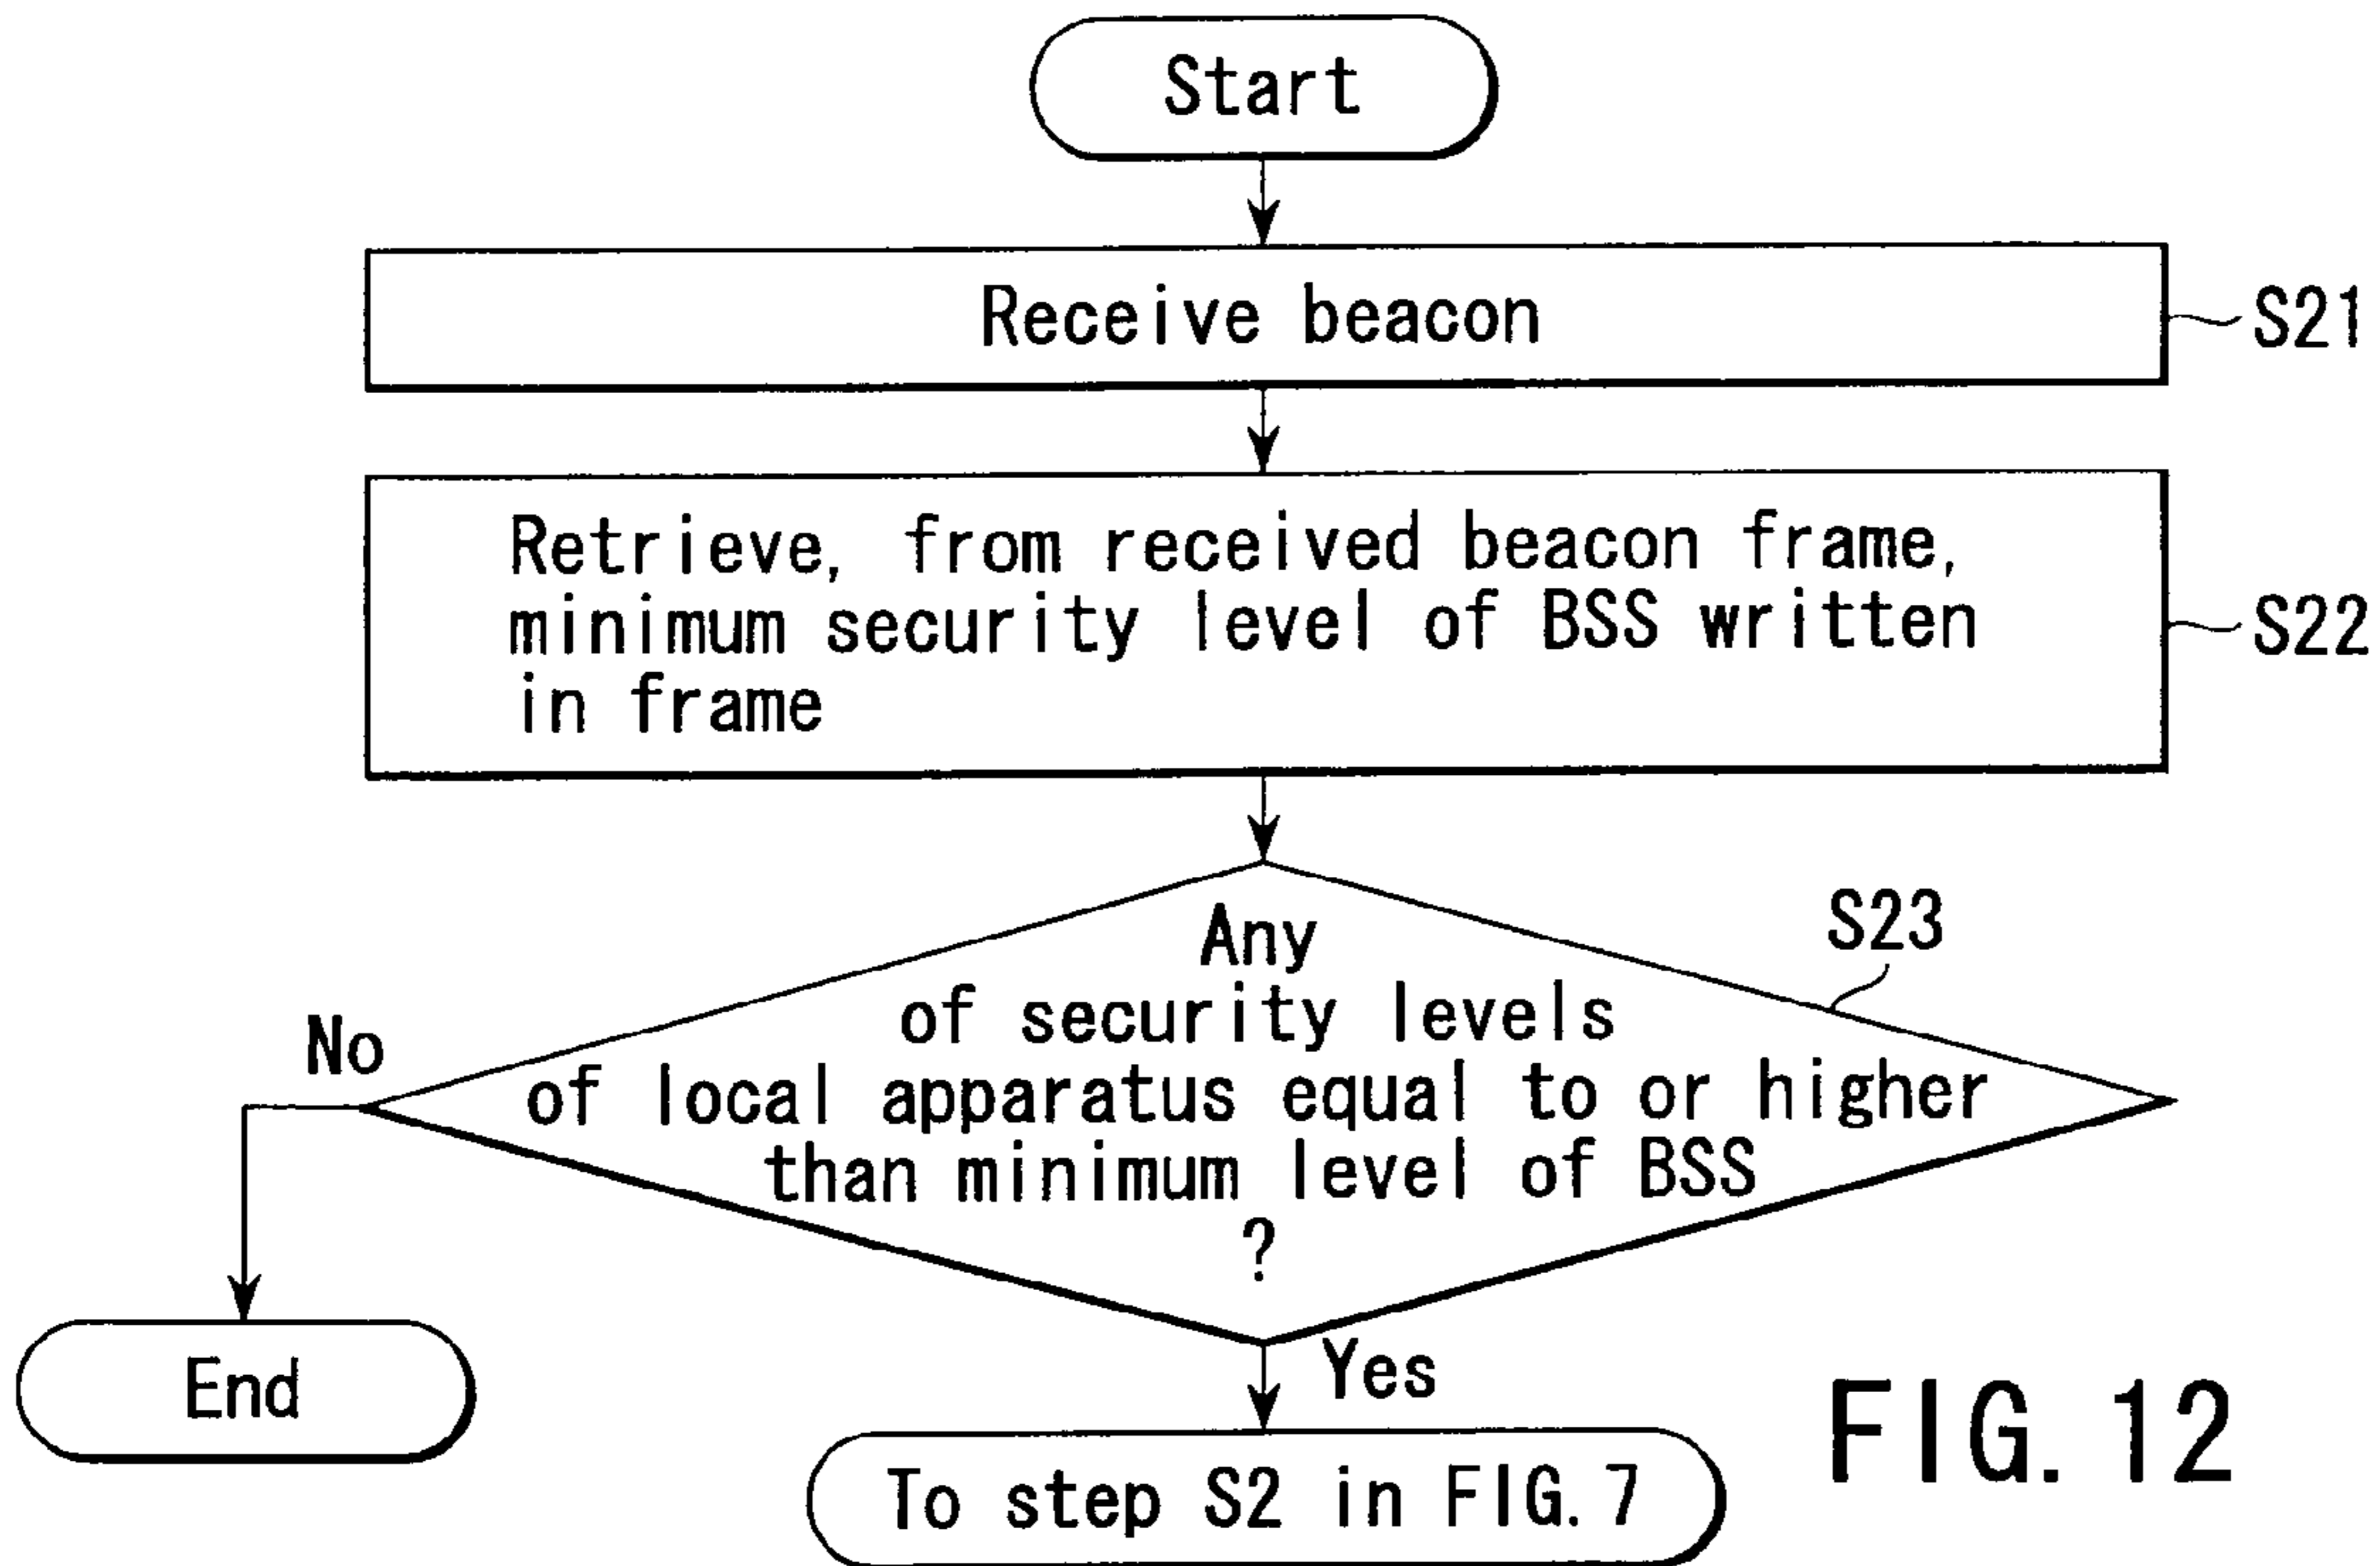 Start
Receive beacon
S21
Retrieve, from received beacon frame,
minimum security level of BSS written
in frame
S22
S23
Any
of security levels
of local apparatus equal to or higher
than minimum level of BSS
?
No
Yes
End
To step S2 in FIG. 7
FIG. 12